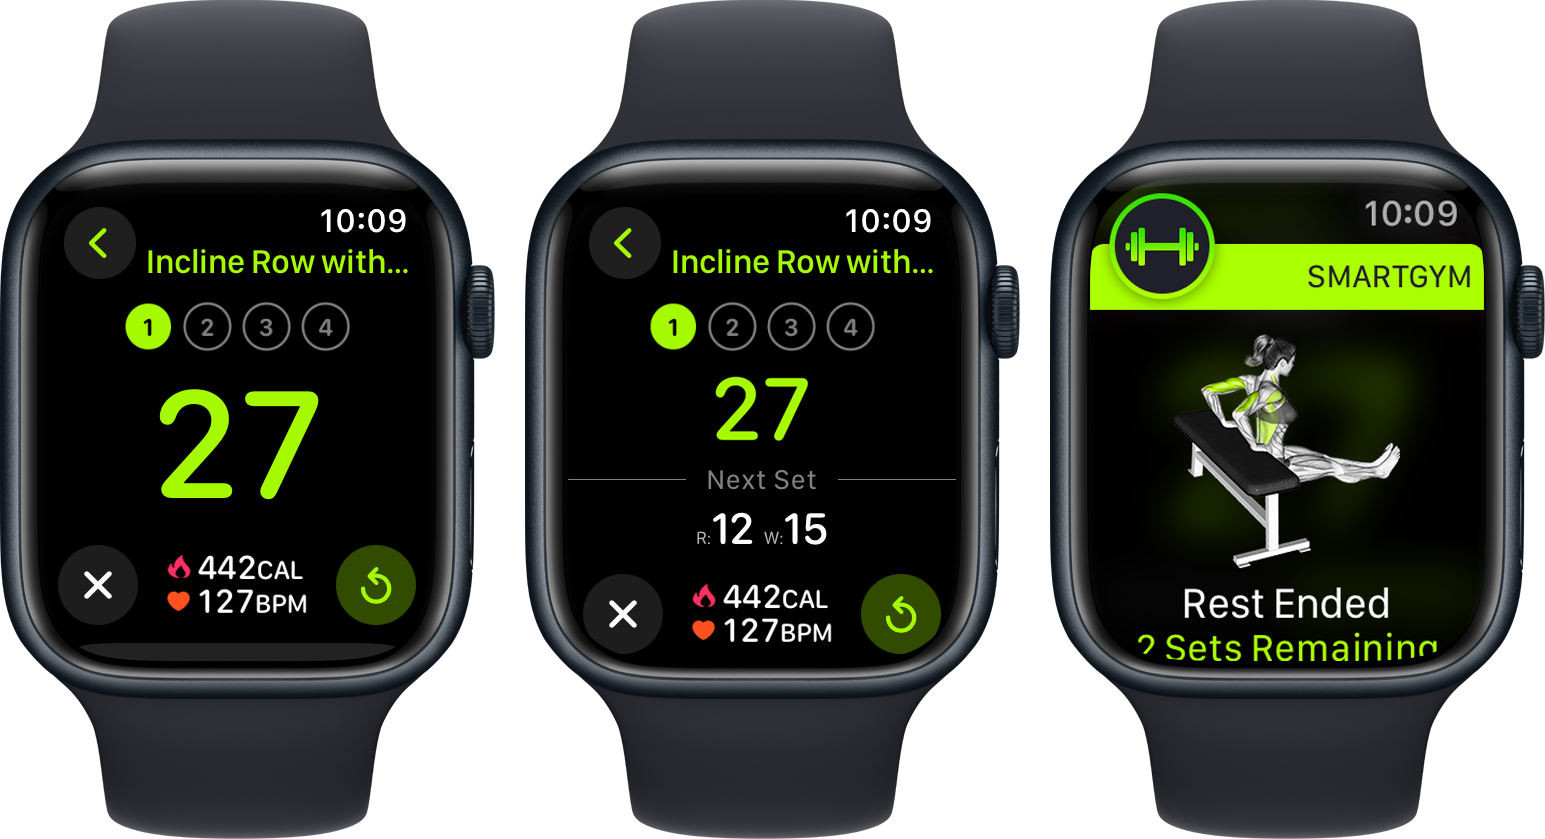 10:09
Incline Row with...
1 2 3 4
27
442CAL
127BPM
10:09
Incline Row with...
1 2 3 4
27
Next Set
R:12 W:15
442CAL
127BPM
10:09
SMARTGYM
Rest Ended
2 Sets Remaining